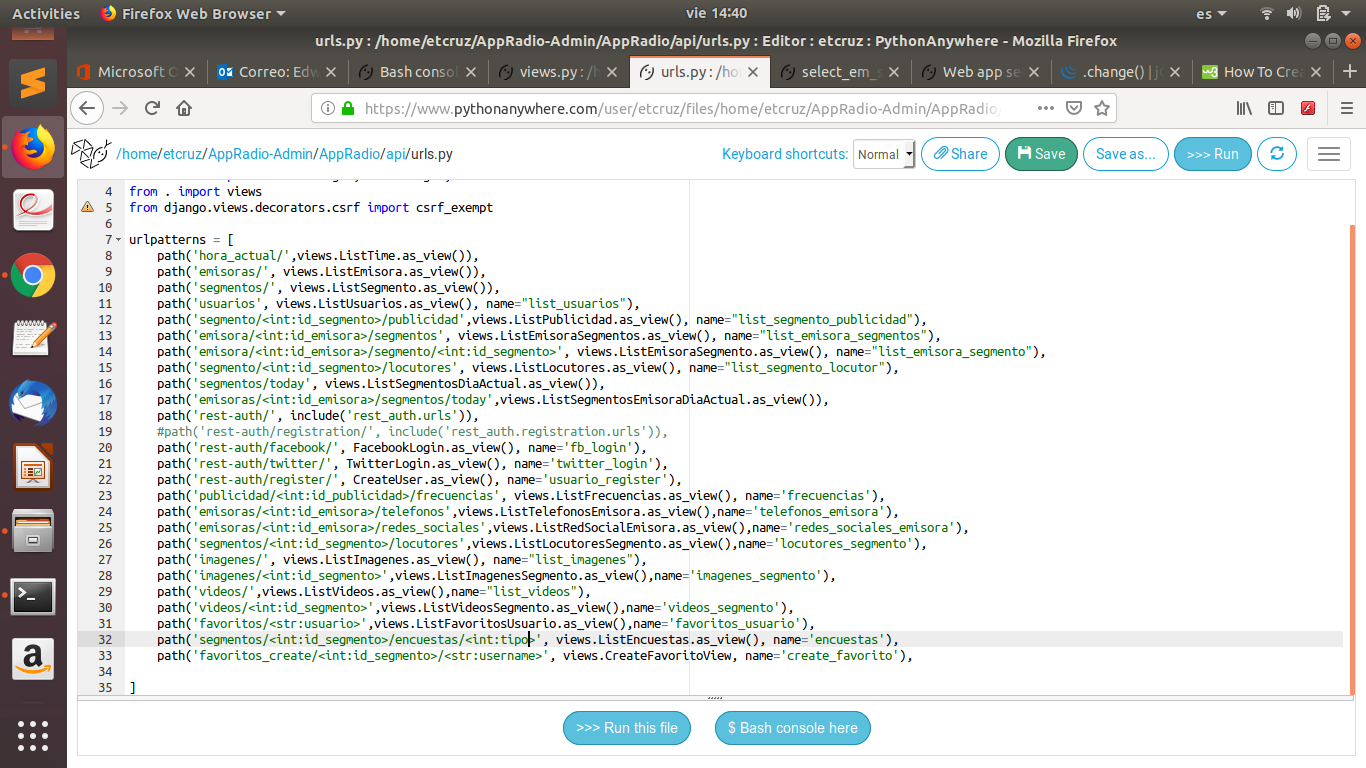 Activities Firefox Web Browser vie 14:40 es
urls.py : /home/etcruz/AppRadio-Admin/AppRadio/api/urls.py : Editor : etcruz : PythonAnywhere - Mozilla Firefox
Microsoft O Correo: Edw Bash consol views.py : /h urls.py : /ho select_em_s Web app se .change() | jQ How To Crea
https://www.pythonanywhere.com/user/etcruz/files/home/etcruz/AppRadio-Admin/AppRadio/
/home/etcruz/AppRadio-Admin/AppRadio/api/urls.py Keyboard shortcuts: Normal Share Save Save as... >>> Run
4 from . import views
5 from django.views.decorators.csrf import csrf_exempt
6
7 urlpatterns = [
8 path('hora_actual/',views.ListTime.as_view()),
9 path('emisoras/', views.ListEmisora.as_view()),
10 path('segmentos/', views.ListSegmento.as_view()),
11 path('usuarios', views.ListUsuarios.as_view(), name="list_usuarios"),
12 path('segmento/<int:id_segmento>/publicidad',views.ListPublicidad.as_view(), name="list_segmento_publicidad"),
13 path('emisora/<int:id_emisora>/segmentos', views.ListEmisoraSegmentos.as_view(), name="list_emisora_segmentos"),
14 path('emisora/<int:id_emisora>/segmento/<int:id_segmento>', views.ListEmisoraSegmento.as_view(), name="list_emisora_segmento"),
15 path('segmento/<int:id_segmento>/locutores', views.ListLocutores.as_view(), name="list_segmento_locutor"),
16 path('segmentos/today', views.ListSegmentosDiaActual.as_view()),
17 path('emisoras/<int:id_emisora>/segmentos/today',views.ListSegmentosEmisoraDiaActual.as_view()),
18 path('rest-auth/', include('rest_auth.urls')),
19 #path('rest-auth/registration/', include('rest_auth.registration.urls')),
20 path('rest-auth/facebook/', FacebookLogin.as_view(), name='fb_login'),
21 path('rest-auth/twitter/', TwitterLogin.as_view(), name='twitter_login'),
22 path('rest-auth/register/', CreateUser.as_view(), name='usuario_register'),
23 path('publicidad/<int:id_publicidad>/frecuencias', views.ListFrecuencias.as_view(), name='frecuencias'),
24 path('emisoras/<int:id_emisora>/telefonos',views.ListTelefonosEmisora.as_view(),name='telefonos_emisora'),
25 path('emisoras/<int:id_emisora>/redes_sociales',views.ListRedSocialEmisora.as_view(),name='redes_sociales_emisora'),
26 path('segmentos/<int:id_segmento>/locutores',views.ListLocutoresSegmento.as_view(),name='locutores_segmento'),
27 path('imagenes/', views.ListImagenes.as_view(), name="list_imagenes"),
28 path('imagenes/<int:id_segmento>',views.ListImagenesSegmento.as_view(),name='imagenes_segmento'),
29 path('videos/',views.ListVideos.as_view(),name="list_videos"),
30 path('videos/<int:id_segmento>',views.ListVideosSegmento.as_view(),name='videos_segmento'),
31 path('favoritos/<str:usuario>',views.ListFavoritosUsuario.as_view(),name='favoritos_usuario'),
32 path('segmentos/<int:id_segmento>/encuestas/<int:tipo>', views.ListEncuestas.as_view(), name='encuestas'),
33 path('favoritos_create/<int:id_segmento>/<str:username>', views.CreateFavoritoView, name='create_favorito'),
34
35 ]
>>> Run this file $ Bash console here